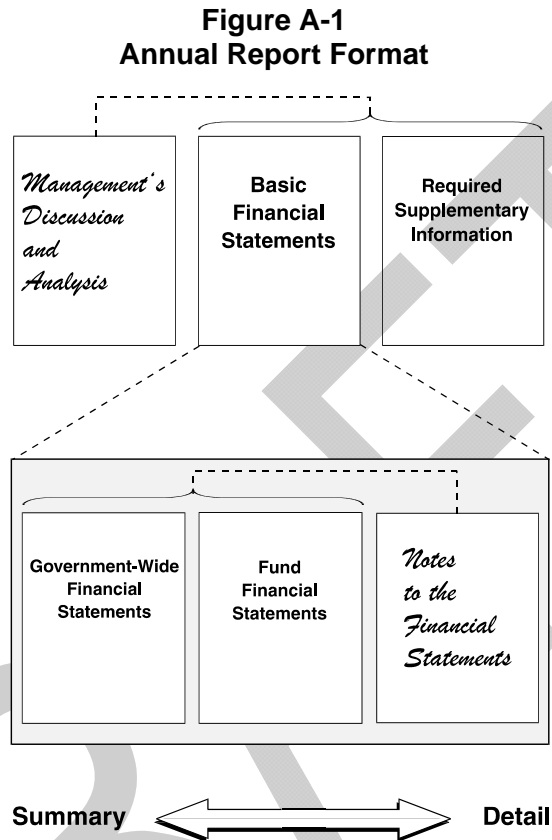 Figure A-1
Annual Report Format
Management's
Discussion
and
Analysis
Basic
Financial
Statements
Required
Supplementary
Information
Government-Wide
Financial
Statements
Fund
Financial
Statements
Notes
to the
Financial
Statements
Summary
Detail